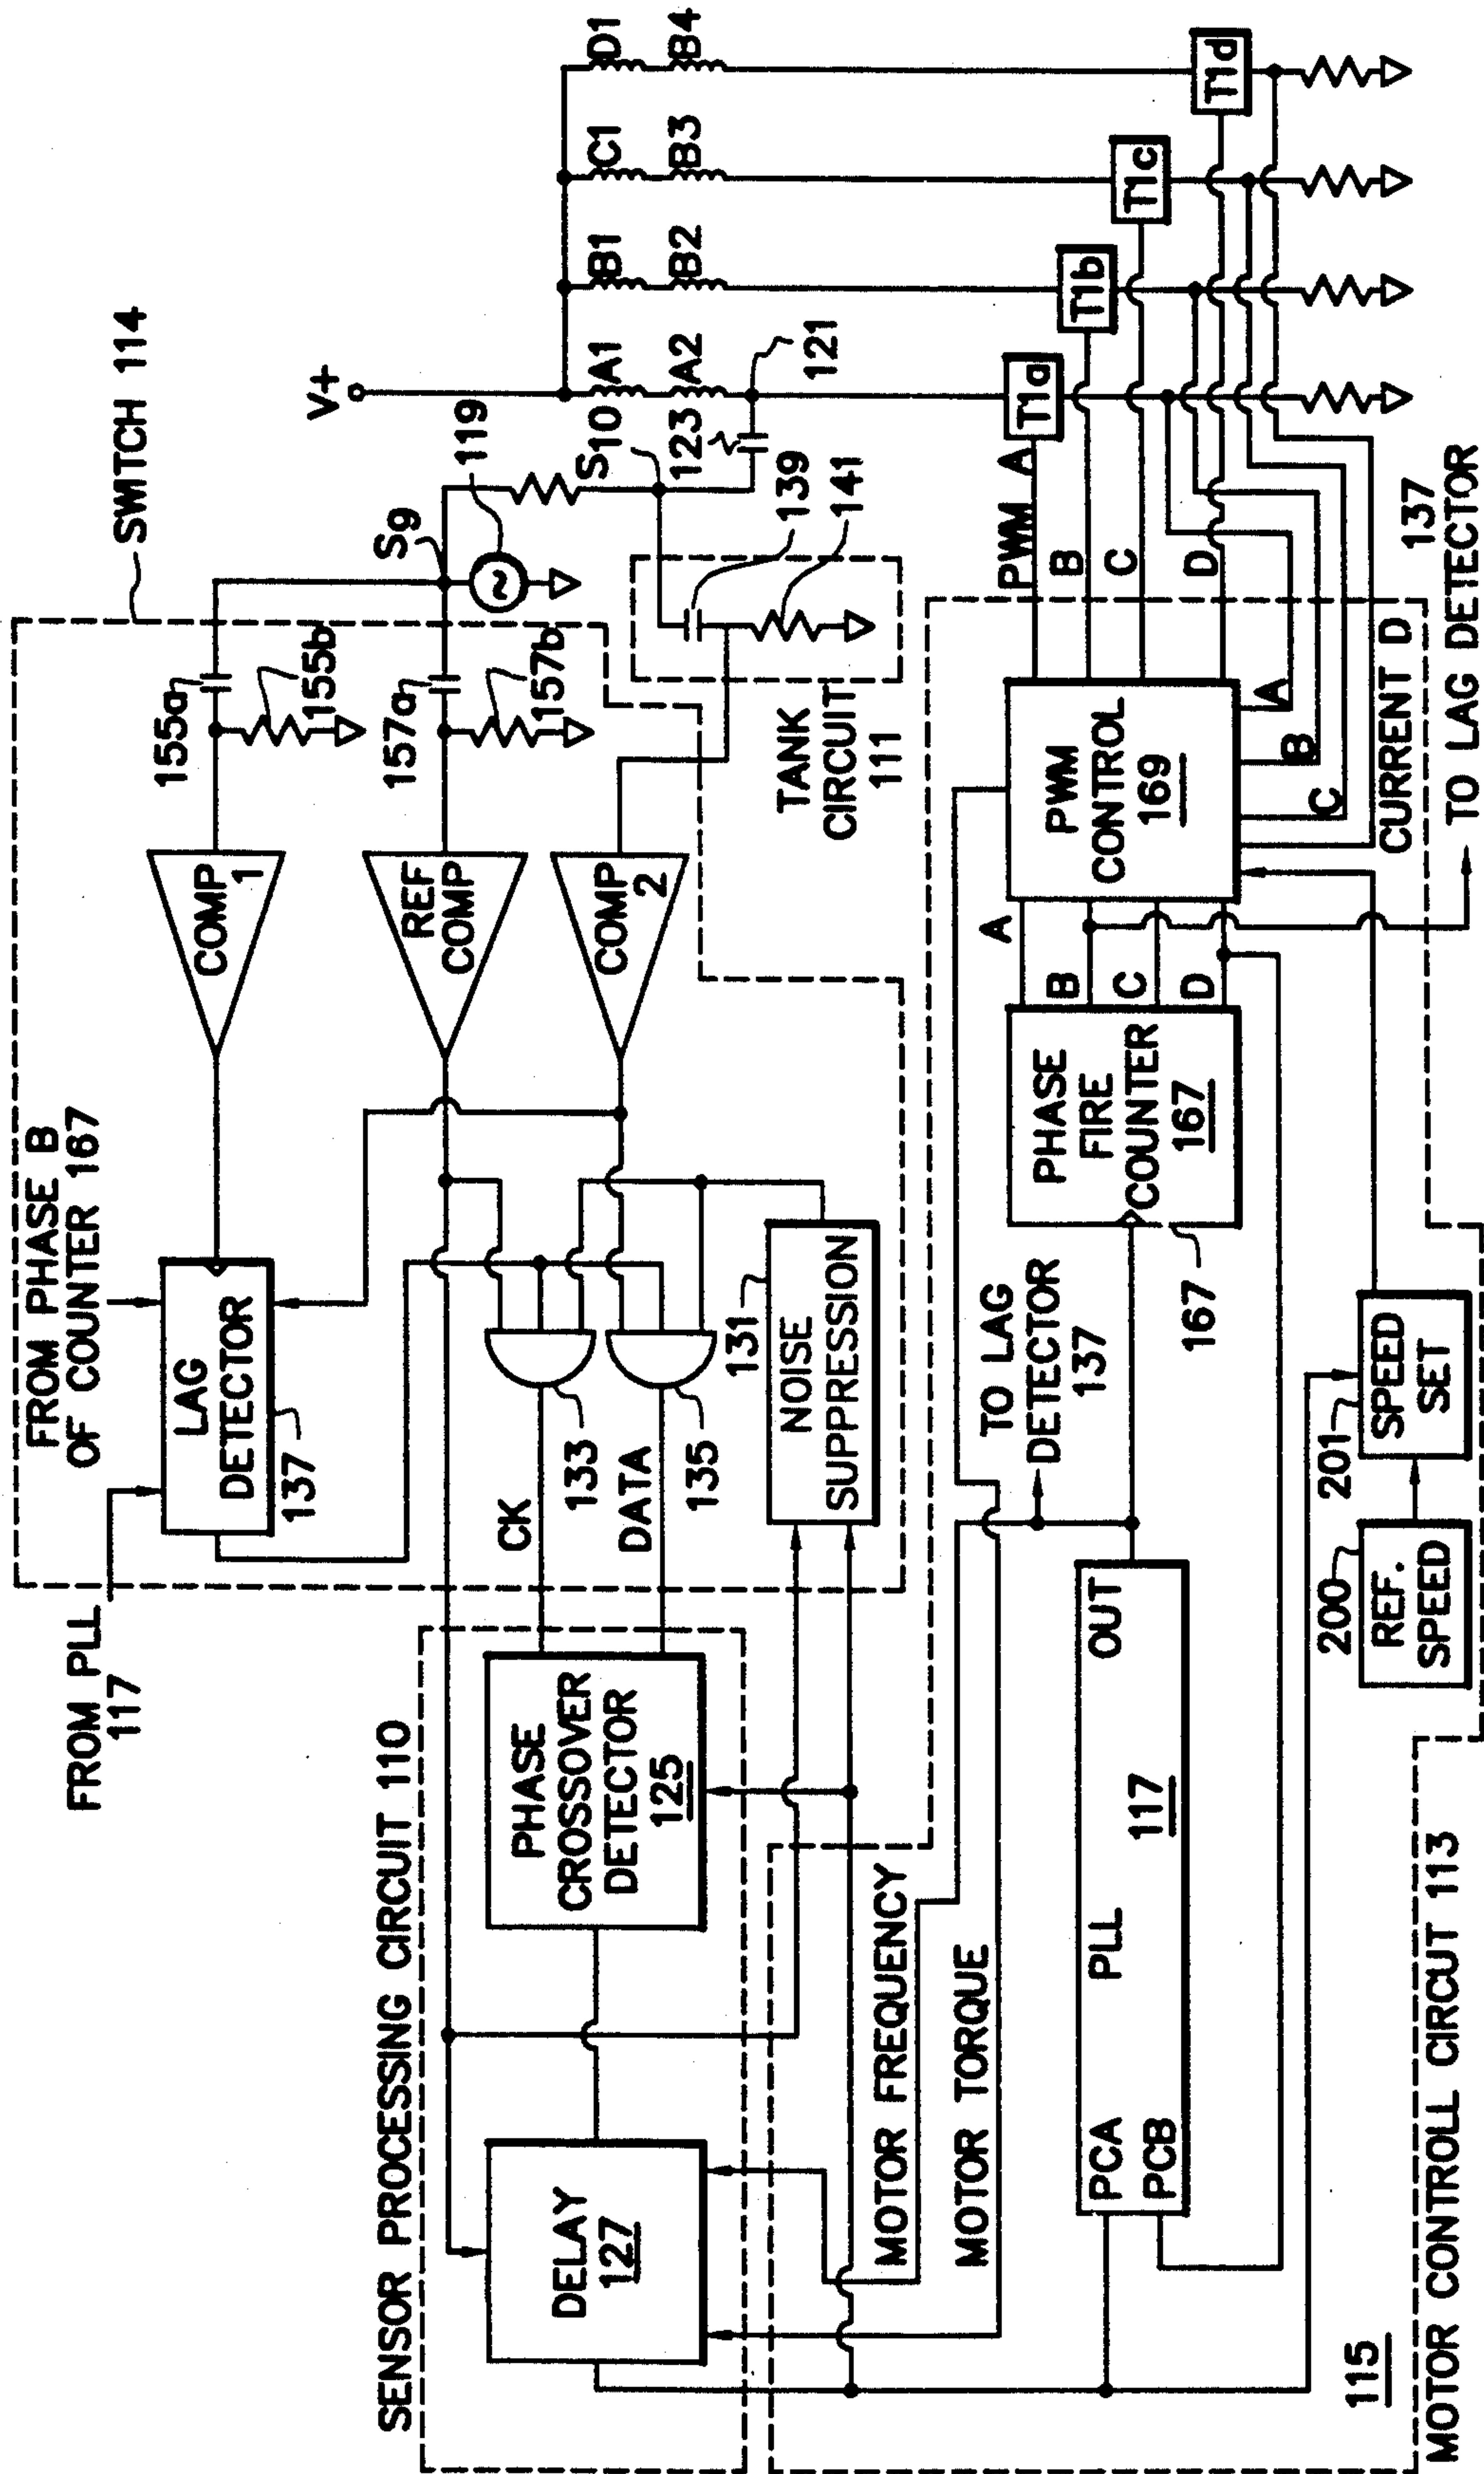 SWITCH 114
FROM PHASE B
OF COUNTER 167
FROM PLL
117
LAG
DETECTOR
137
COMP
1
155a
155b
S9
119
V+
REF
COMP
157a
157b
COMP
2
S10
123
121
139
141
TANK
CIRCUIT
111
A1
A2
B1
B2
C1
B3
D1
B4
SENSOR PROCESSING CIRCUIT 110
CK
133
DATA
135
131
NOISE
SUPPRESSION
PHASE
CROSSOVER
DETECTOR
125
DELAY
127
MOTOR FREQUENCY
MOTOR TORQUE
TO LAG
DETECTOR
137
PCA
PCB
PLL
117
OUT
PHASE
FIRE
COUNTER
167
167
A
B
C
D
PWM
CONTROL
169
PWM A
B
C
D
T1a
T1b
T1c
T1d
A
B
C
CURRENT D
137
TO LAG DETECTOR
200
REF.
SPEED
201
SPEED
SET
115
MOTOR CONTROLL CIRCUT 113